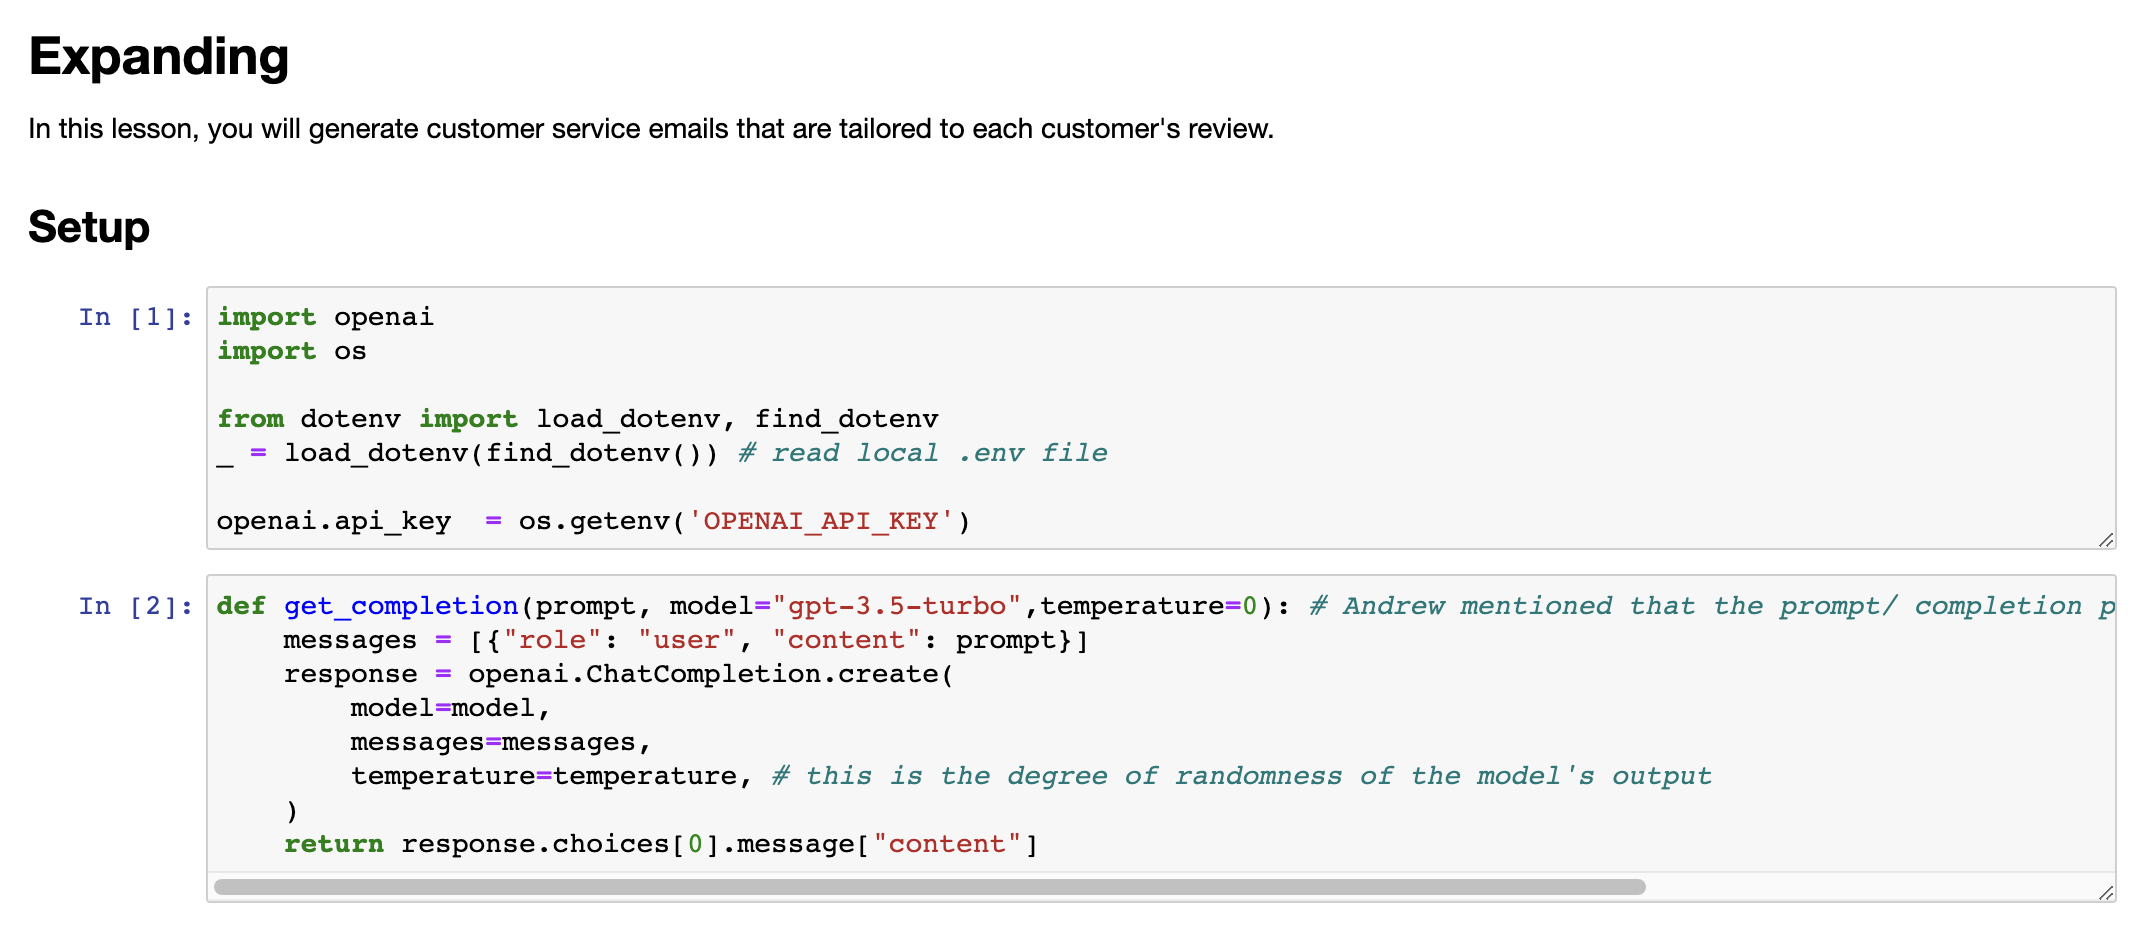 Expanding
In this lesson, you will generate customer service emails that are tailored to each customer's review.
Setup
In [1]:
import openai
import os
from dotenv import load_dotenv, find_dotenv
_ = load_dotenv(find_dotenv()) # read local .env file
openai.api_key  = os.getenv('OPENAI_API_KEY')
In [2]:
def get_completion(prompt, model="gpt-3.5-turbo",temperature=0): # Andrew mentioned that the prompt/ completion p
    messages = [{"role": "user", "content": prompt}]
    response = openai.ChatCompletion.create(
        model=model,
        messages=messages,
        temperature=temperature, # this is the degree of randomness of the model's output
    )
    return response.choices[0].message["content"]